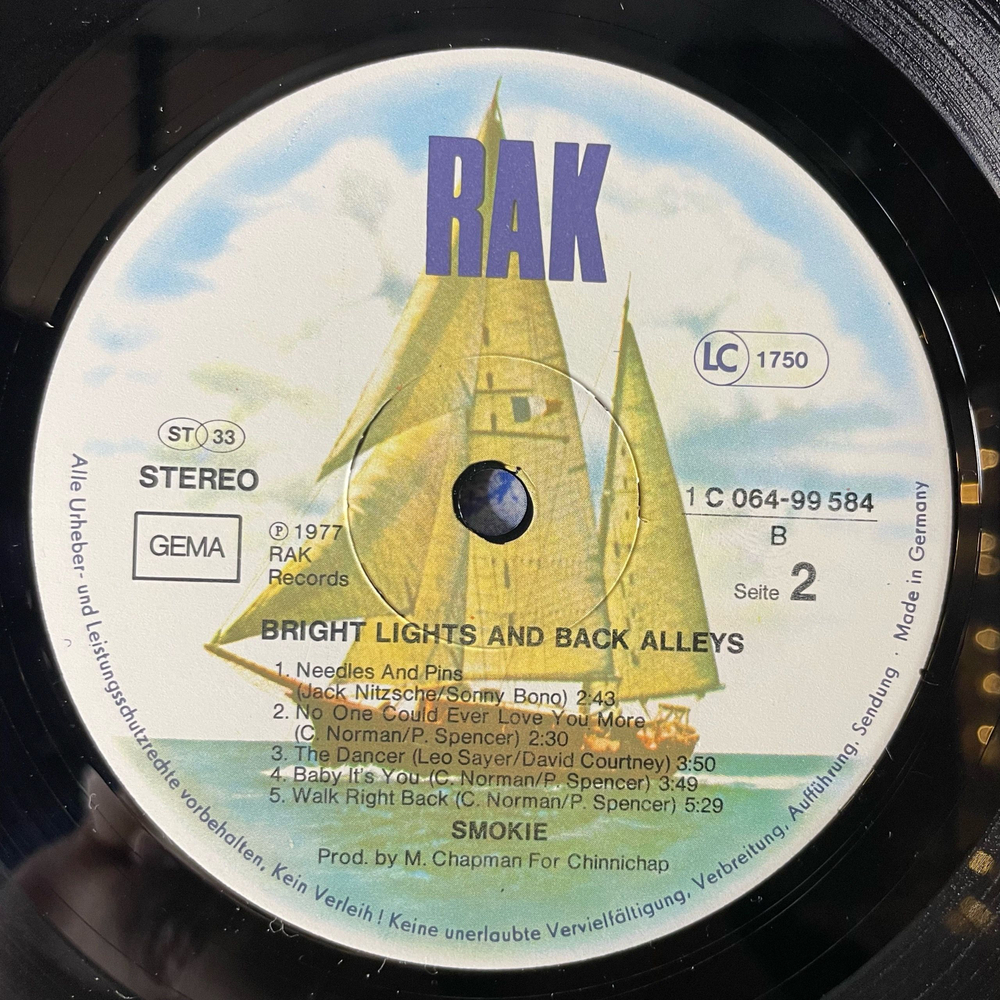 RAK
LC 1750
ST 33
STEREO
GEMA
Ⓟ 1977
RAK
Records
1 C 064-99 584
B
Seite 2
BRIGHT LIGHTS AND BACK ALLEYS
1. Needles And Pins
(Jack Nitzsche/Sonny Bono) 2:43
2. No One Could Ever Love You More
(C. Norman/P. Spencer) 2:30
3. The Dancer (Leo Sayer/David Courtney) 3:50
4. Baby It's You (C. Norman/P. Spencer) 3:49
5. Walk Right Back (C. Norman/P. Spencer) 5:29
SMOKIE
Prod. by M. Chapman For Chinnichap
Alle Urheber- und Leistungsschutzrechte vorbehalten, Kein Verleih! Keine unerlaubte Vervielfältigung, Verbreitung, Aufführung, Sendung · Made in Germany